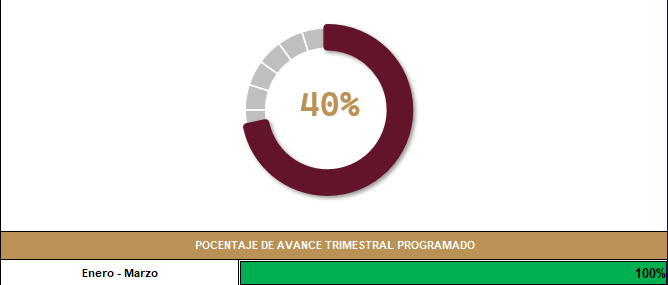 40%
POCENTAJE DE AVANCE TRIMESTRAL PROGRAMADO
Enero - Marzo 100%